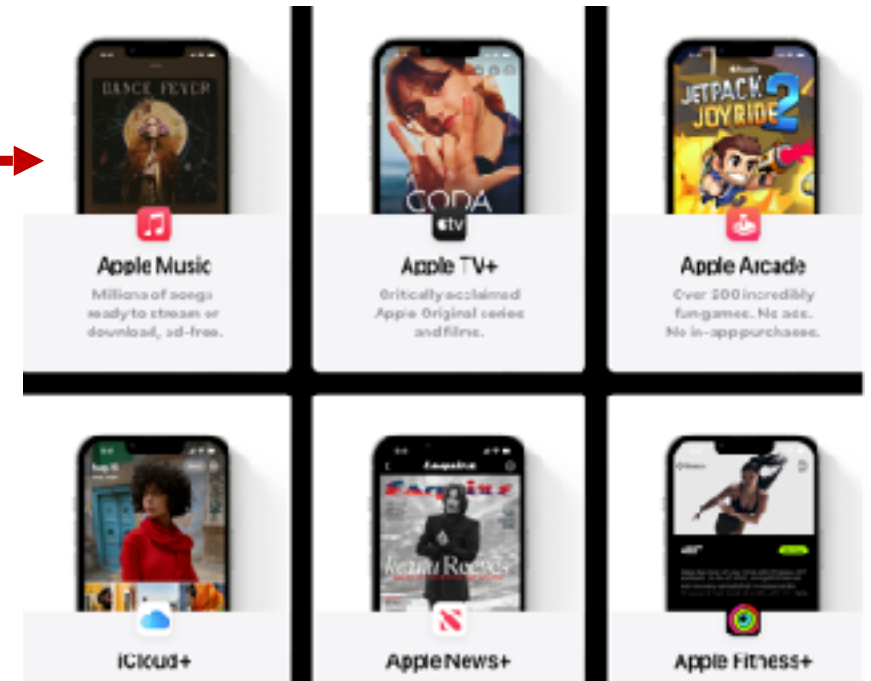 DANCE FEVER
Apple Music
Millions of songs
ready to stream or
download, ad-free.
CODA
tv
Apple TV+
Critically acclaimed
Apple Original series
and films.
JETPACK
JOYRIDE
2
Apple Arcade
Over 200 incredibly
fun games. No ads.
No in-app purchases.
iCloud+
Esquire
Esquire
Keanu Reeves
Apple News+
Apple Fitness+